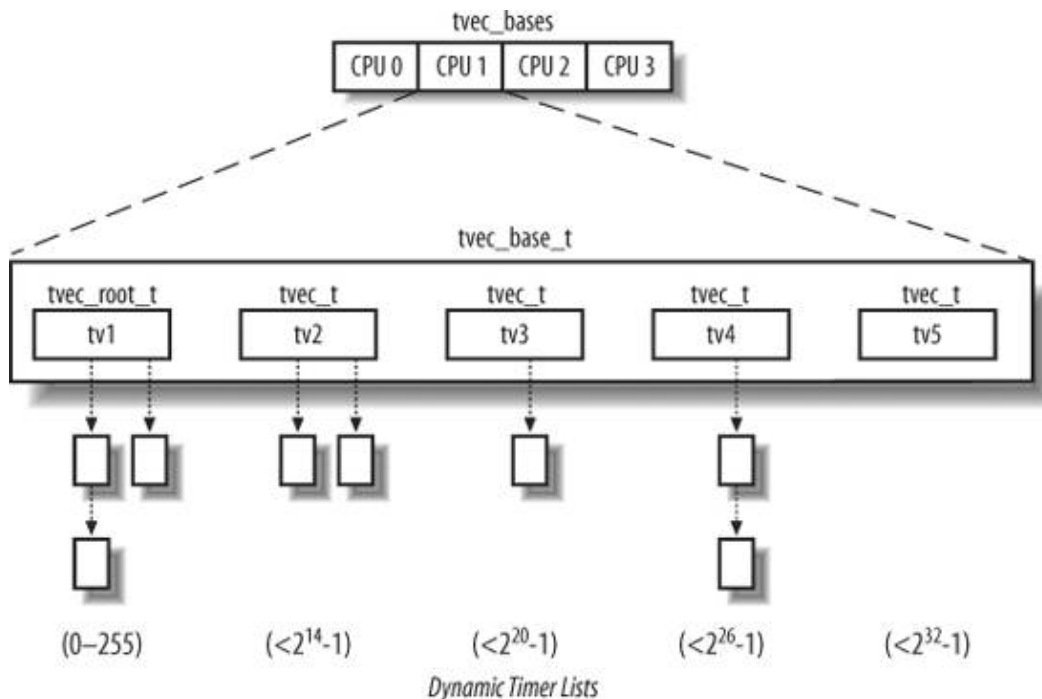 tvec_bases
CPU 0 CPU 1 CPU 2 CPU 3
tvec_base_t
tvec_root_t tvec_t tvec_t tvec_t tvec_t
tv1 tv2 tv3 tv4 tv5
(0–255) (<2¹⁴-1) (<2²⁰-1) (<2²⁶-1) (<2³²-1)
Dynamic Timer Lists